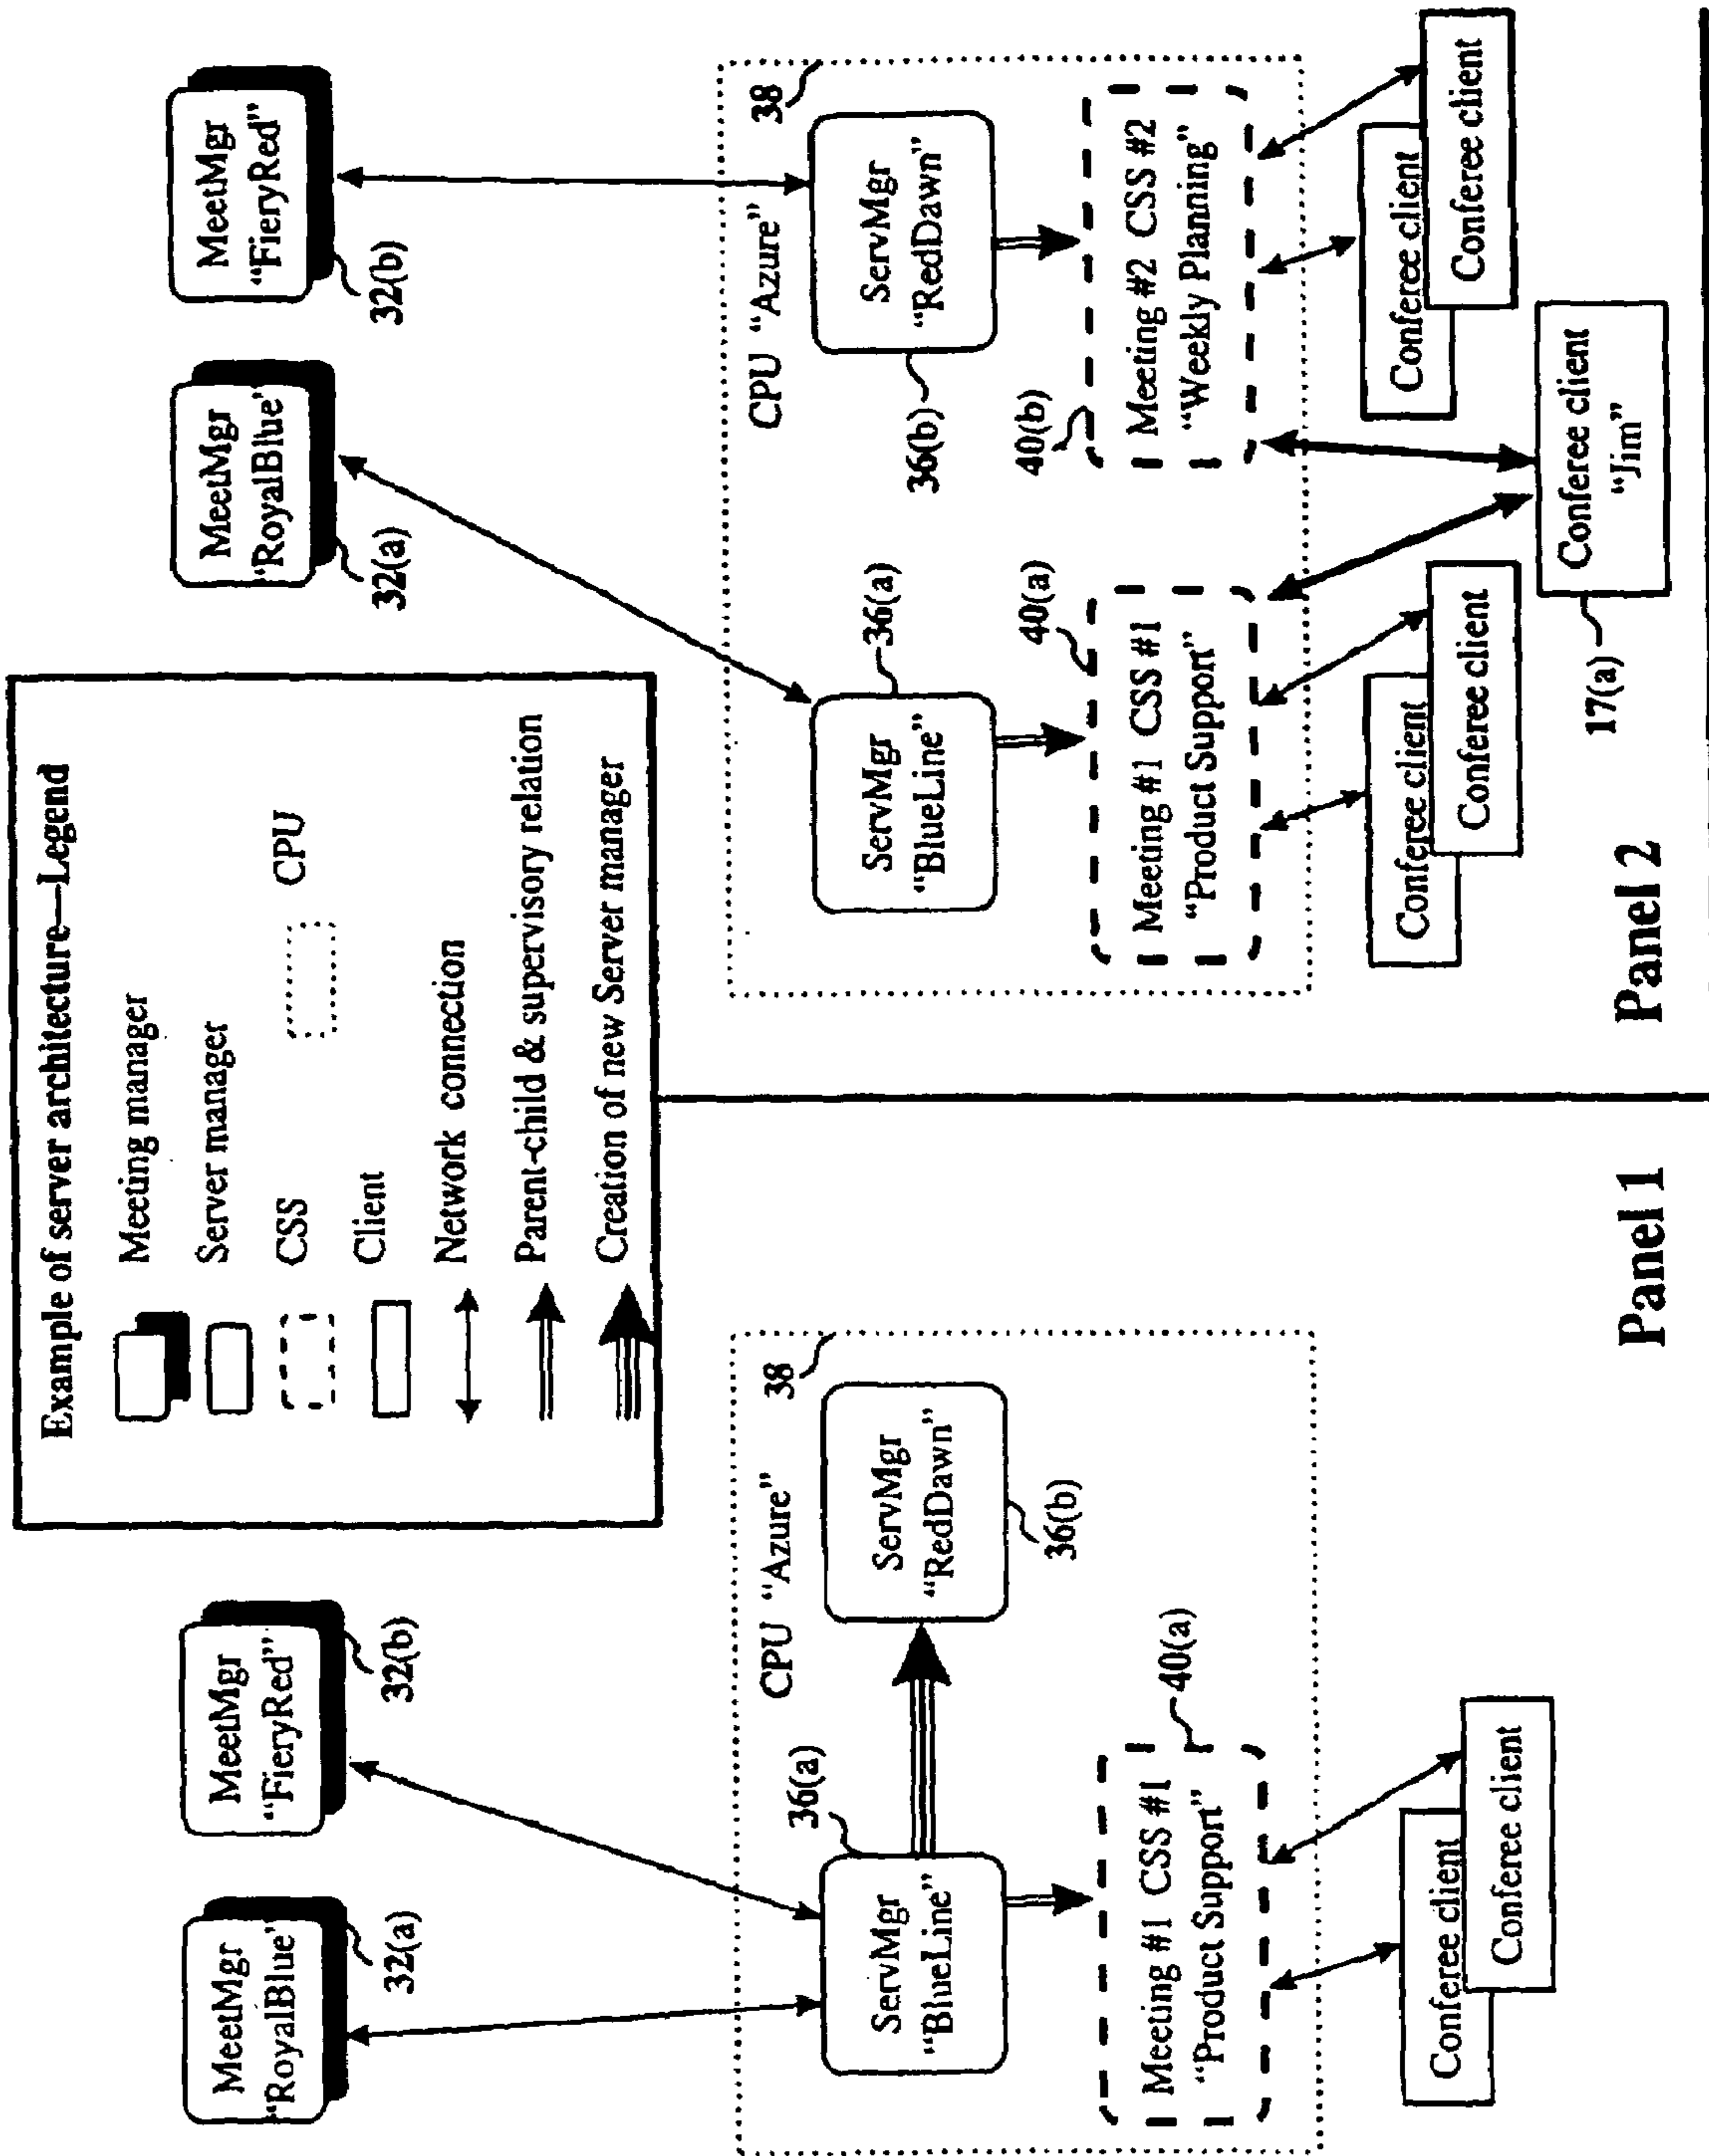 Example of server architecture—Legend
Meeting manager
Server manager
CSS
CPU
Client
Network connection
Parent-child & supervisory relation
Creation of new Server manager
MeetMgr
"RoyalBlue'
32(a)
MeetMgr
"FieryRed"
32(b)
CPU "Azure"
38
36(a)
ServMgr
"BlueLine"
ServMgr
"RedDawn"
36(b)
Meeting #1 CSS #1
"Product Support"
40(a)
Conferee client
Conferee client
Panel 1
MeetMgr
'RoyalBlue'
32(a)
MeetMgr
"FieryRed"
32(b)
CPU "Azure"
38
ServMgr
"BlueLine"
36(a)
ServMgr
"RedDawn"
36(b)
40(a)
Meeting #1 CSS #1
"Product Support"
40(b)
Meeting #2 CSS #2
"Weekly Planning"
Conferee client
Conferee client
Conferee client
Conferee client
Conferee client
"Jim"
17(a)
Panel 2